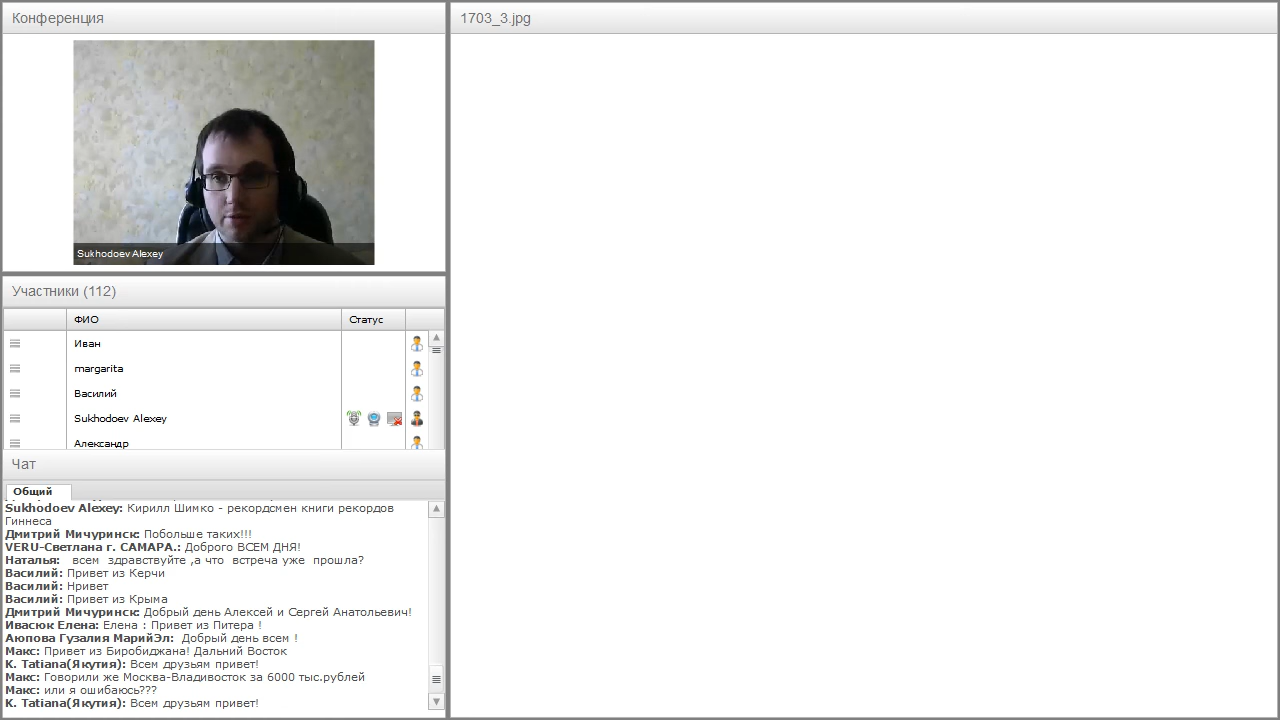 Конференция
1703_3.jpg
Sukhodoev Alexey
Участники (112)
ФИО
Статус
Иван
margarita
Василий
Sukhodoev Alexey
Александр
Чат
Общий
Sukhodoev Alexey: Кирилл Шимко - рекордсмен книги рекордов
Гиннеса
Дмитрий Мичуринск: Побольше таких!!!
VERU-Светлана г. САМАРА.: Доброго ВСЕМ ДНЯ!
Наталья: всем здравствуйте ,а что встреча уже прошла?
Василий: Привет из Керчи
Василий: Нривет
Василий: Привет из Крыма
Дмитрий Мичуринск: Добрый день Алексей и Сергей Анатольевич!
Ивасюк Елена: Елена : Привет из Питера !
Аюпова Гузалия МарийЭл: Добрый день всем !
Макс: Привет из Биробиджана! Дальний Восток
K. Tatiana(Якутия): Всем друзьям привет!
Макс: Говорили же Москва-Владивосток за 6000 тыс.рублей
Макс: или я ошибаюсь???
K. Tatiana(Якутия): Всем друзьям привет!